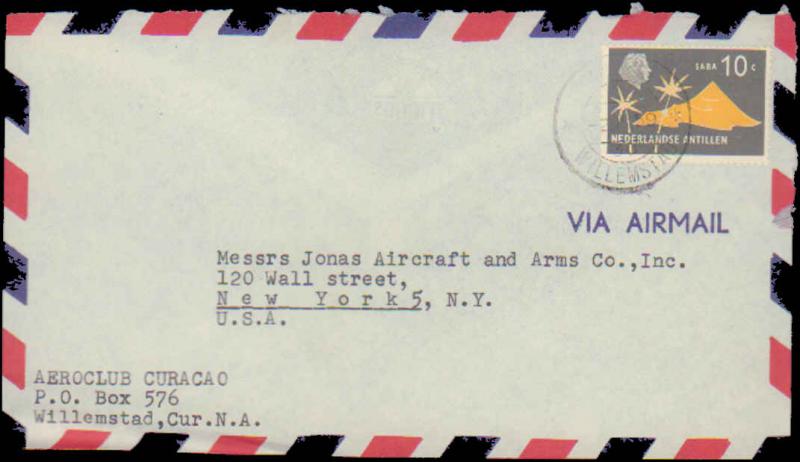 SABA 10 c
NEDERLANDSE ANTILLEN
WILLEMSTAD
VIA AIRMAIL
Messrs Jonas Aircraft and Arms Co.,Inc.
120 Wall street,
New York 5, N.Y.
U.S.A.
AEROCLUB CURACAO
P.O. Box 576
Willemstad,Cur.N.A.